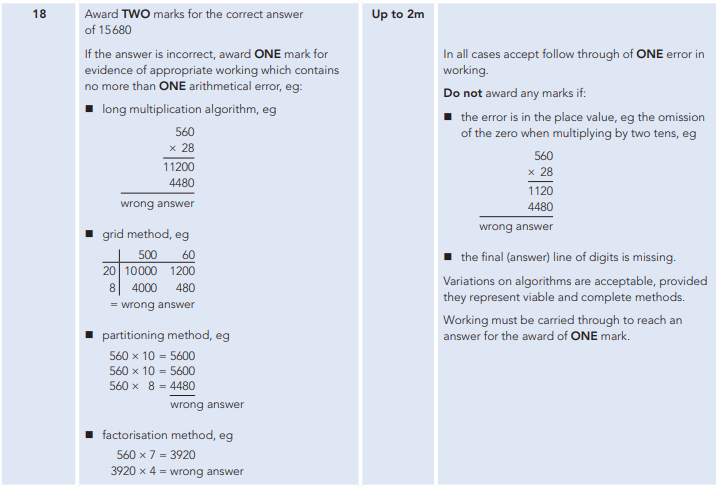 18
Award TWO marks for the correct answer
of 15 680
If the answer is incorrect, award ONE mark for
evidence of appropriate working which contains
no more than ONE arithmetical error, eg:
■ long multiplication algorithm, eg
560
× 28
11200
4480
wrong answer
■ grid method, eg
500 60
20 10 000 1200
8 4000 480
= wrong answer
■ partitioning method, eg
560 × 10 = 5600
560 × 10 = 5600
560 × 8 = 4480
wrong answer
■ factorisation method, eg
560 × 7 = 3920
3920 × 4 = wrong answer
Up to 2m
In all cases accept follow through of ONE error in
working.
Do not award any marks if:
■ the error is in the place value, eg the omission
of the zero when multiplying by two tens, eg
560
× 28
1120
4480
wrong answer
■ the final (answer) line of digits is missing.
Variations on algorithms are acceptable, provided
they represent viable and complete methods.
Working must be carried through to reach an
answer for the award of ONE mark.